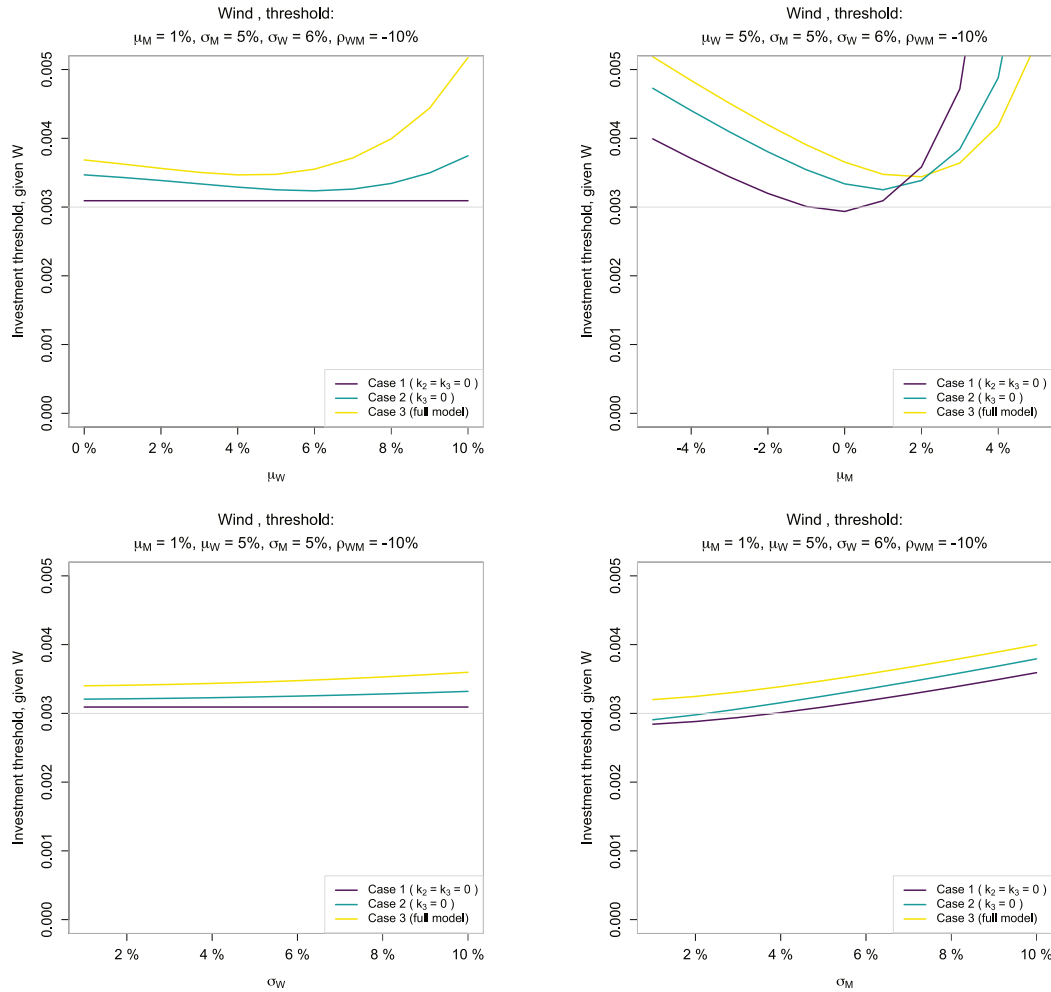 Wind , threshold:
μM = 1%, σM = 5%, σW = 6%, ρWM = -10%
Investment threshold, given W
0.005
0.004
0.003
0.002
0.001
0.000
Case 1 ( k2 = k3 = 0 )
Case 2 ( k3 = 0 )
Case 3 (full model)
0 % 2 % 4 % 6 % 8 % 10 %
μW
Wind , threshold:
μW = 5%, σM = 5%, σW = 6%, ρWM = -10%
Investment threshold, given W
0.005
0.004
0.003
0.002
0.001
0.000
Case 1 ( k2 = k3 = 0 )
Case 2 ( k3 = 0 )
Case 3 (full model)
-4 % -2 % 0 % 2 % 4 %
μM
Wind , threshold:
μM = 1%, μW = 5%, σM = 5%, ρWM = -10%
Investment threshold, given W
0.005
0.004
0.003
0.002
0.001
0.000
Case 1 ( k2 = k3 = 0 )
Case 2 ( k3 = 0 )
Case 3 (full model)
2 % 4 % 6 % 8 % 10 %
σW
Wind , threshold:
μM = 1%, μW = 5%, σW = 6%, ρWM = -10%
Investment threshold, given W
0.005
0.004
0.003
0.002
0.001
0.000
Case 1 ( k2 = k3 = 0 )
Case 2 ( k3 = 0 )
Case 3 (full model)
2 % 4 % 6 % 8 % 10 %
σM